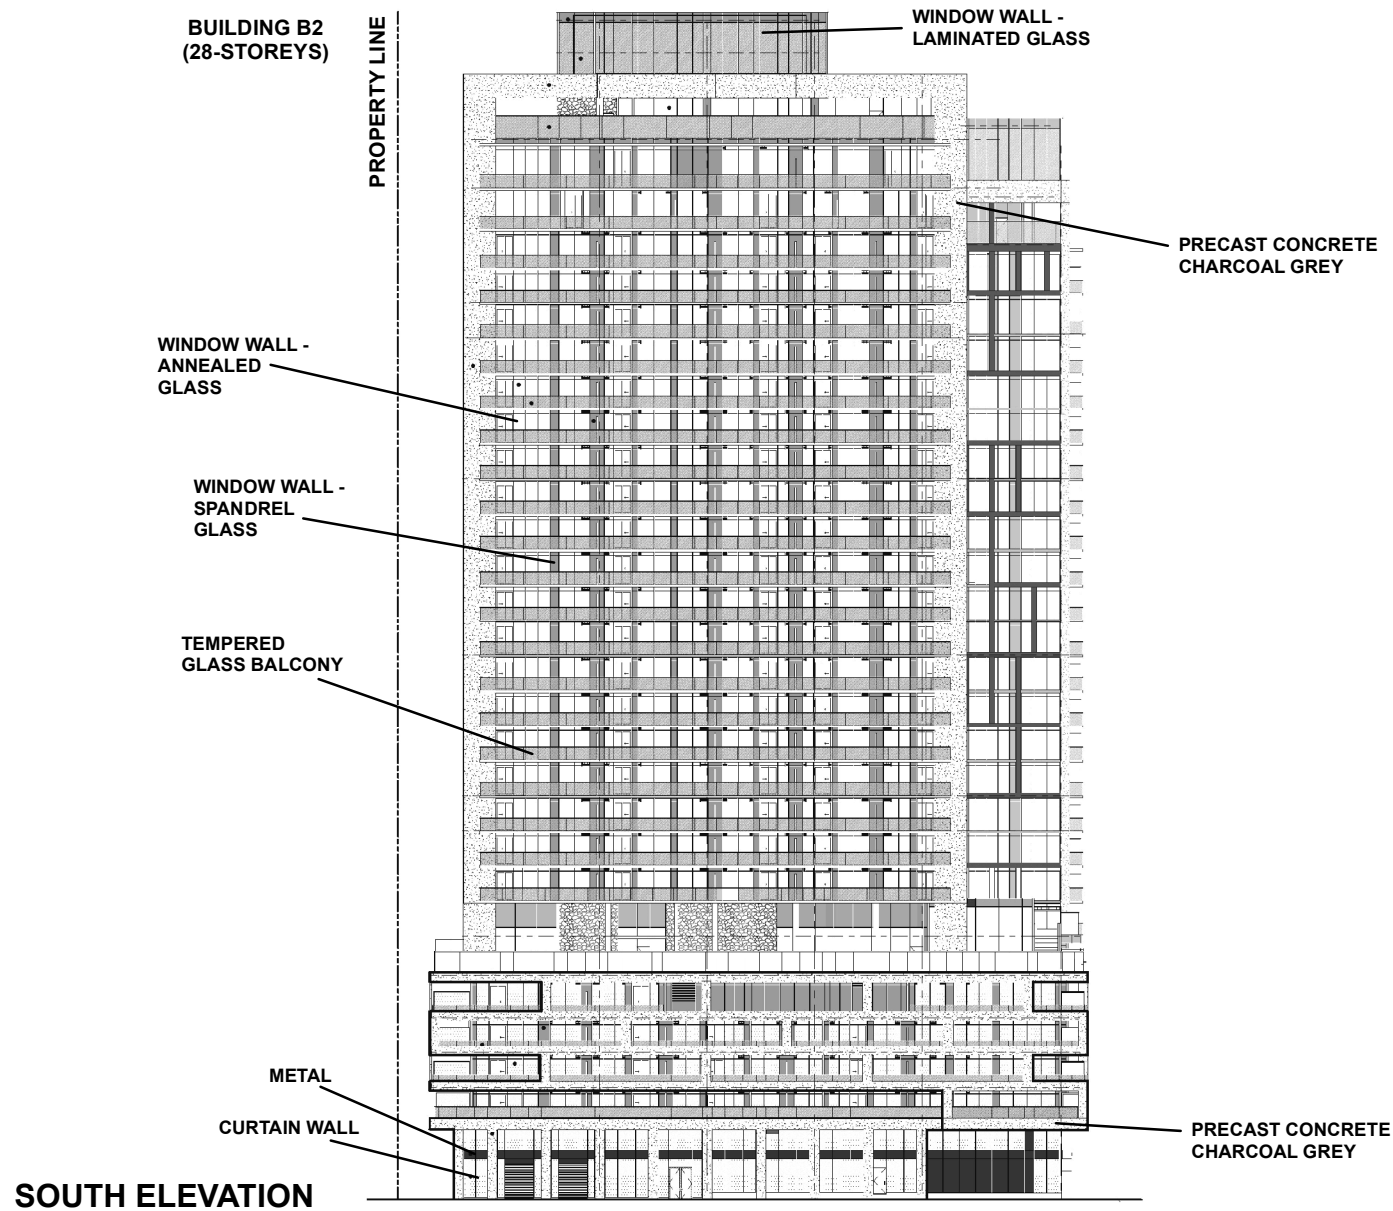 BUILDING B2
(28-STOREYS)
PROPERTY LINE
WINDOW WALL -
LAMINATED GLASS
PRECAST CONCRETE
CHARCOAL GREY
WINDOW WALL -
ANNEALED
GLASS
WINDOW WALL -
SPANDREL
GLASS
TEMPERED
GLASS BALCONY
METAL
CURTAIN WALL
PRECAST CONCRETE
CHARCOAL GREY
SOUTH ELEVATION